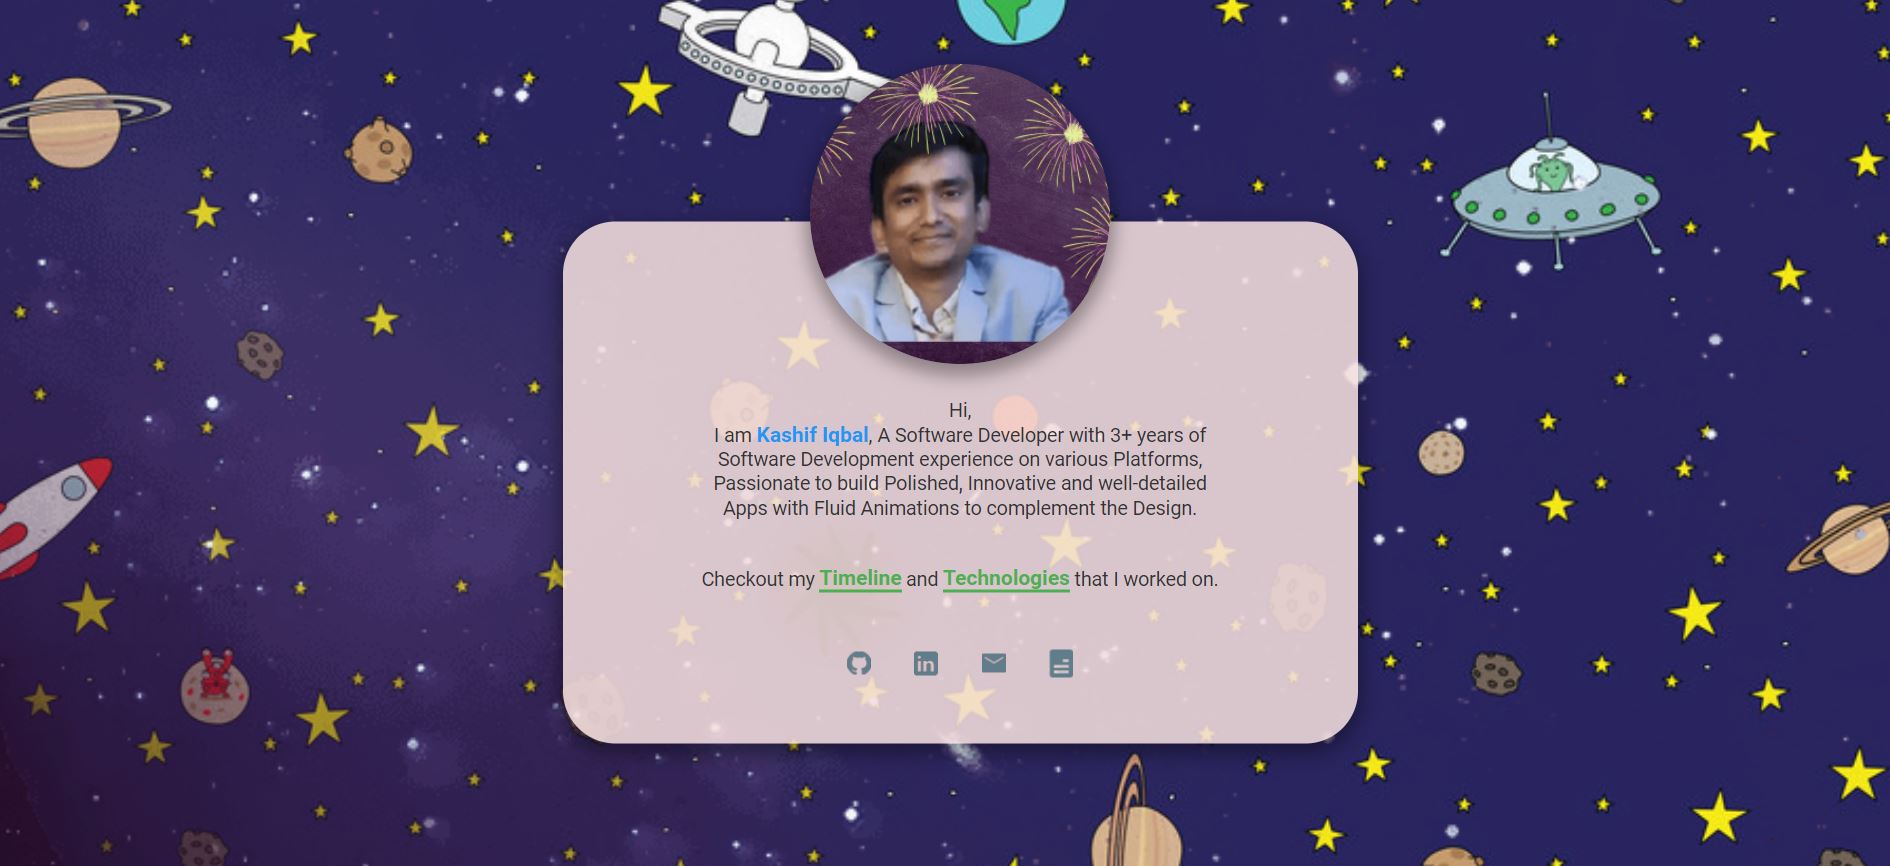 Hi,
I am Kashif Iqbal, A Software Developer with 3+ years of
Software Development experience on various Platforms,
Passionate to build Polished, Innovative and well-detailed
Apps with Fluid Animations to complement the Design.
Checkout my Timeline and Technologies that I worked on.
in